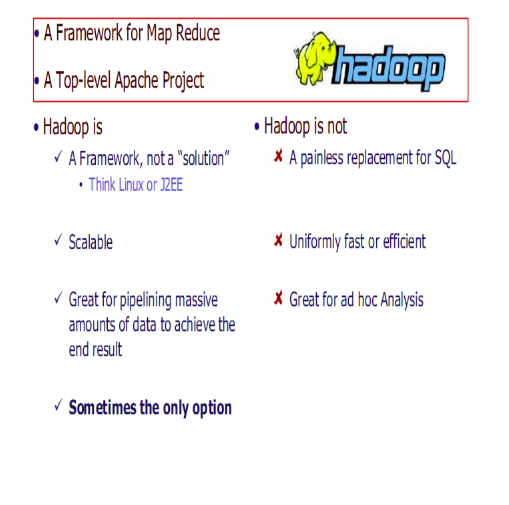 • A Framework for Map Reduce
• A Top-level Apache Project
hadoop
• Hadoop is
✓ A Framework, not a “solution”
• Think Linux or J2EE
✓ Scalable
✓ Great for pipelining massive
amounts of data to achieve the
end result
✓ Sometimes the only option
• Hadoop is not
✘ A painless replacement for SQL
✘ Uniformly fast or efficient
✘ Great for ad hoc Analysis